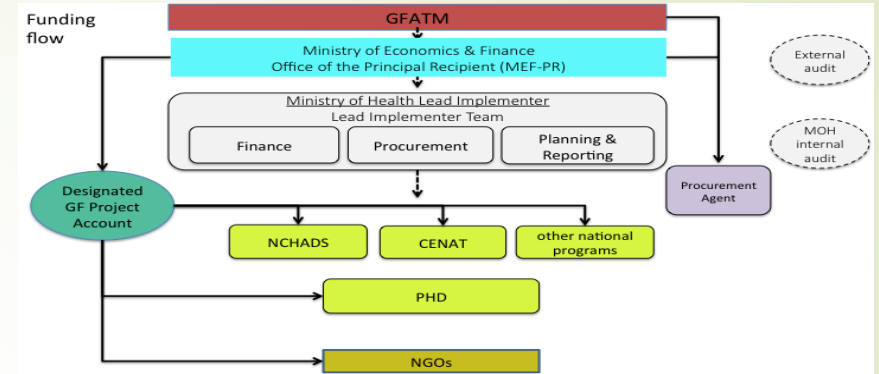 Funding
flow
GFATM
Ministry of Economics & Finance
Office of the Principal Recipient (MEF-PR)
External
audit
Ministry of Health Lead Implementer
Lead Implementer Team
Finance
Procurement
Planning &
Reporting
MOH
internal
audit
Designated
GF Project
Account
Procurement
Agent
NCHADS
CENAT
other national
programs
PHD
NGOs